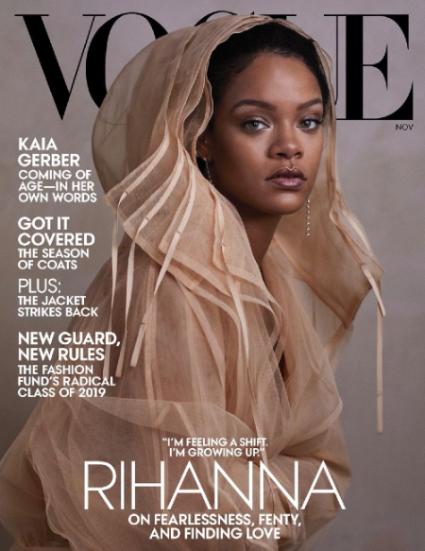 VOGUE
NOV
KAIA
GERBER
COMING OF
AGE—IN HER
OWN WORDS
GOT IT
COVERED
THE SEASON
OF COATS
PLUS:
THE JACKET
STRIKES BACK
NEW GUARD,
NEW RULES
THE FASHION
FUND'S RADICAL
CLASS OF 2019
"I'M FEELING A SHIFT.
I'M GROWING UP."
RIHANNA
ON FEARLESSNESS, FENTY,
AND FINDING LOVE